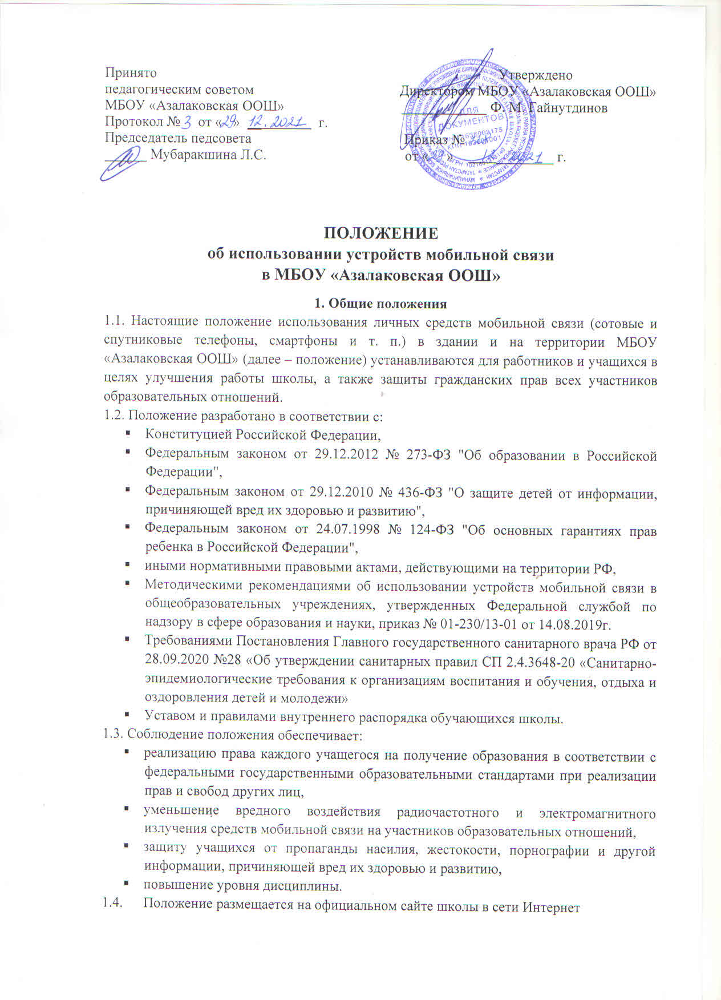 Принято
педагогическим советом
МБОУ «Азалаковская ООШ»
Протокол № 3 от «29» 12.2021 г.
Председатель педсовета
Мубаракшина Л.С.
Утверждено
Директором МБОУ «Азалаковская ООШ»
Ф. М. Гайнутдинов
Приказ №
от « » 2021 г.
ДЛЯ
ДОКУМЕНТОВ
ПОЛОЖЕНИЕ
об использовании устройств мобильной связи
в МБОУ «Азалаковская ООШ»
1. Общие положения
1.1. Настоящие положение использования личных средств мобильной связи (сотовые и
спутниковые телефоны, смартфоны и т. п.) в здании и на территории МБОУ
«Азалаковская ООШ» (далее – положение) устанавливаются для работников и учащихся в
целях улучшения работы школы, а также защиты гражданских прав всех участников
образовательных отношений.
1.2. Положение разработано в соответствии с:
▪ Конституцией Российской Федерации,
▪ Федеральным законом от 29.12.2012 № 273-ФЗ "Об образовании в Российской
Федерации",
▪ Федеральным законом от 29.12.2010 № 436-ФЗ "О защите детей от информации,
причиняющей вред их здоровью и развитию",
▪ Федеральным законом от 24.07.1998 № 124-ФЗ "Об основных гарантиях прав
ребенка в Российской Федерации",
▪ иными нормативными правовыми актами, действующими на территории РФ,
▪ Методическими рекомендациями об использовании устройств мобильной связи в
общеобразовательных учреждениях, утвержденных Федеральной службой по
надзору в сфере образования и науки, приказ № 01-230/13-01 от 14.08.2019г.
▪ Требованиями Постановления Главного государственного санитарного врача РФ от
28.09.2020 №28 «Об утверждении санитарных правил СП 2.4.3648-20 «Санитарно-
эпидемиологические требования к организациям воспитания и обучения, отдыха и
оздоровления детей и молодежи»
▪ Уставом и правилами внутреннего распорядка обучающихся школы.
1.3. Соблюдение положения обеспечивает:
▪ реализацию права каждого учащегося на получение образования в соответствии с
федеральными государственными образовательными стандартами при реализации
прав и свобод других лиц,
▪ уменьшение вредного воздействия радиочастотного и электромагнитного
излучения средств мобильной связи на участников образовательных отношений,
▪ защиту учащихся от пропаганды насилия, жестокости, порнографии и другой
информации, причиняющей вред их здоровью и развитию,
▪ повышение уровня дисциплины.
1.4. Положение размещается на официальном сайте школы в сети Интернет